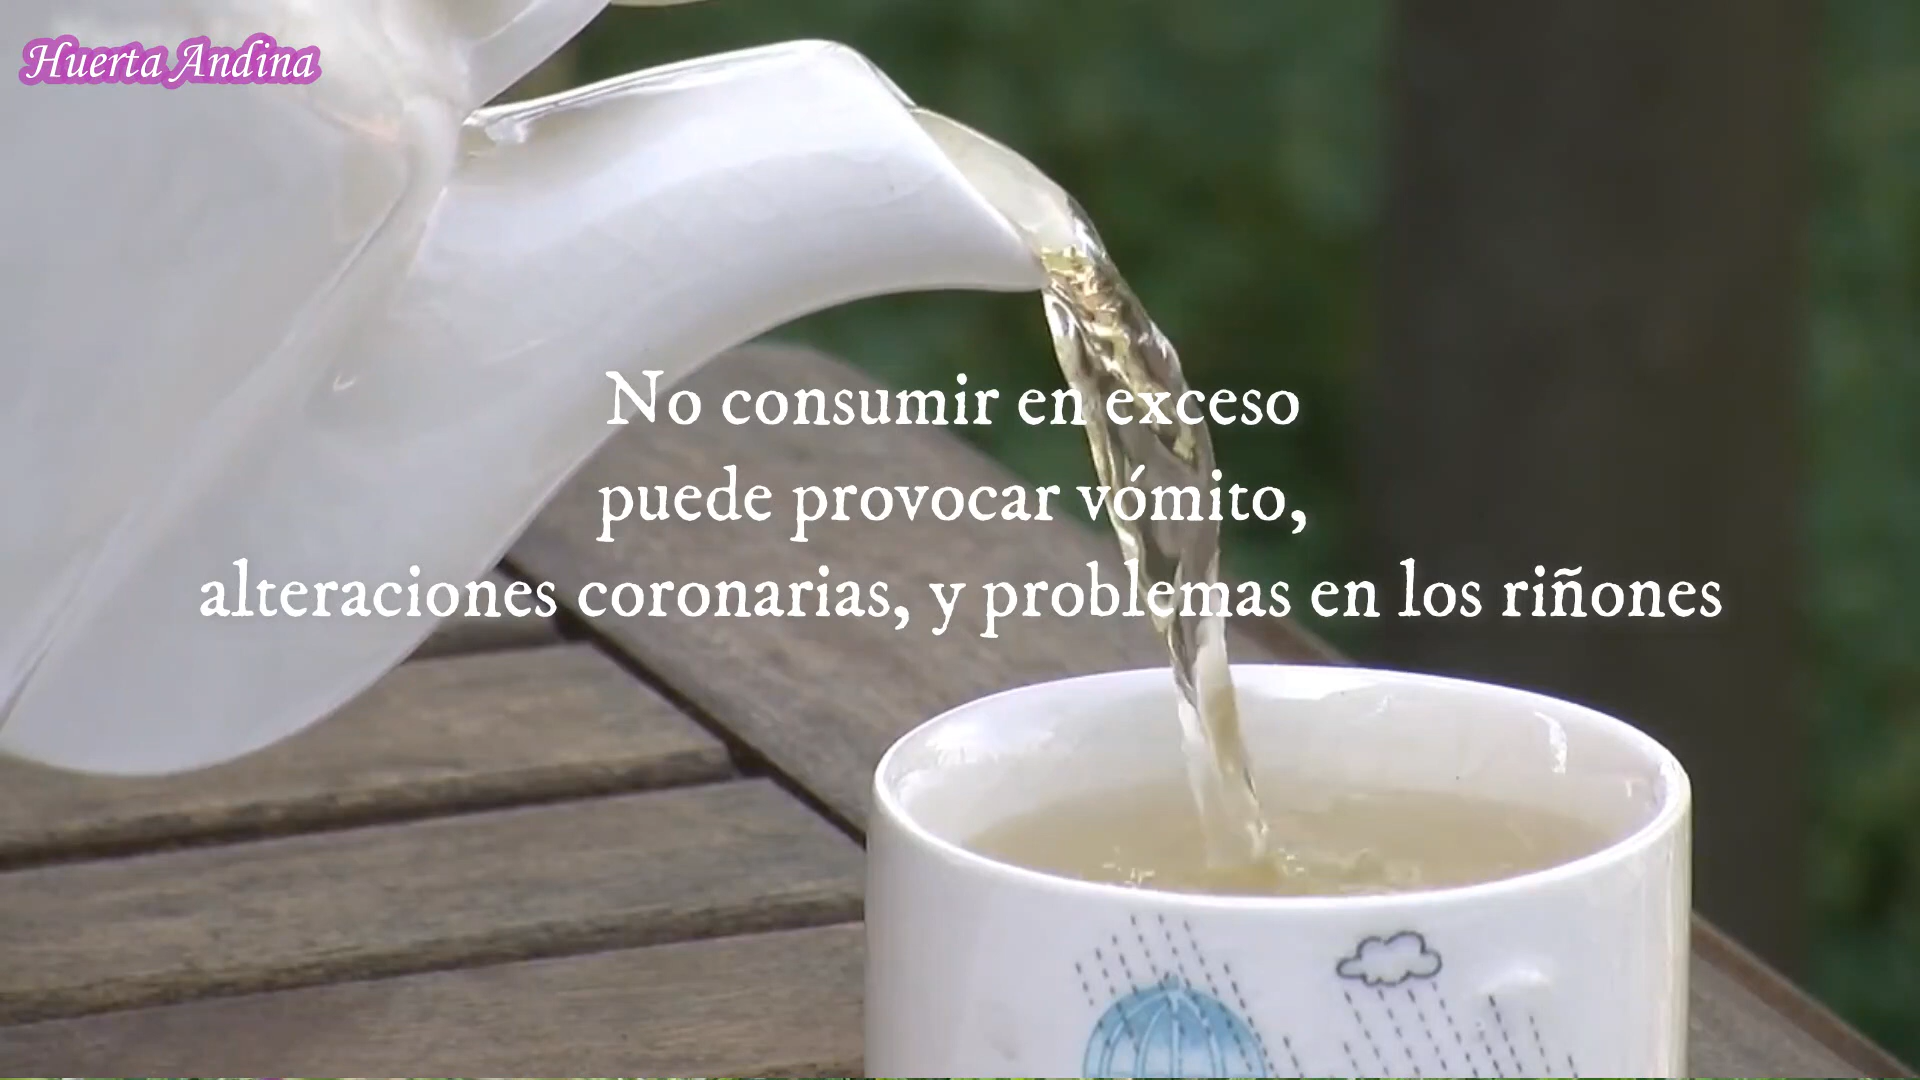 Huerta Andina
No consumir en exceso
puede provocar vómito,
alteraciones coronarias, y problemas en los riñones